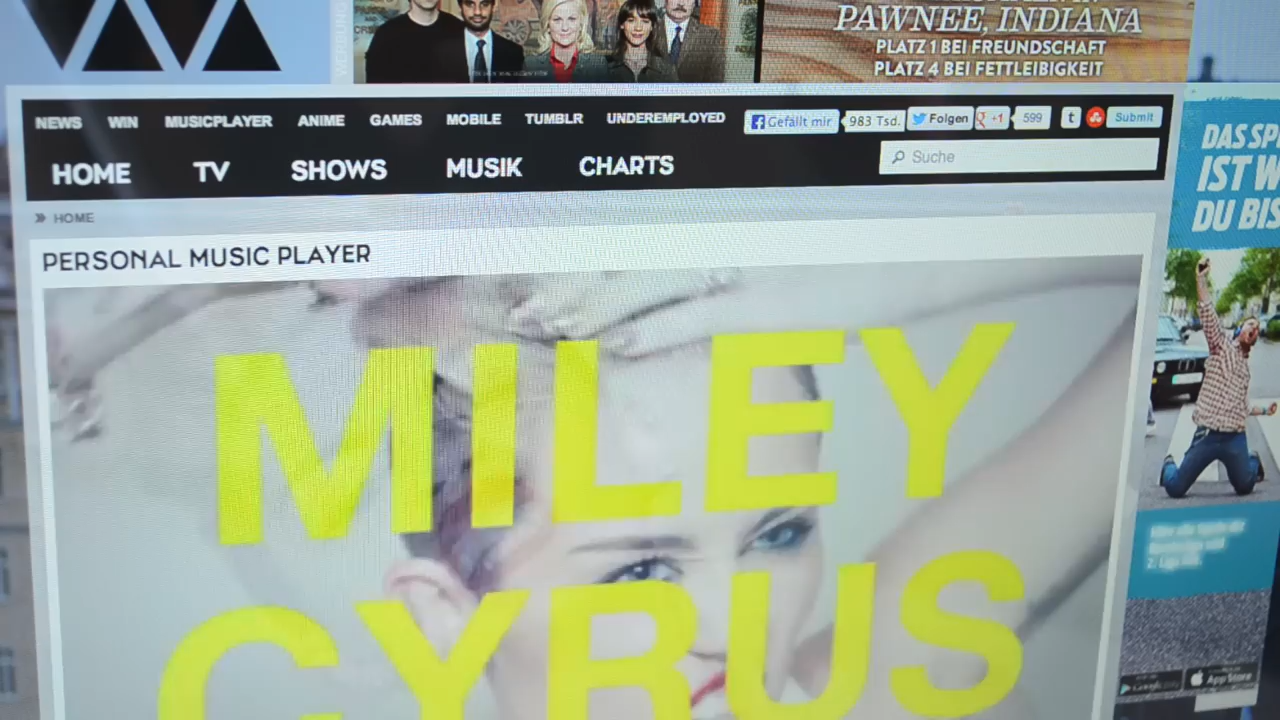 PAWNEE, INDIANA
PLATZ 1 BEI FREUNDSCHAFT
PLATZ 4 BEI FETTLEIBIGKEIT
NEWS WIN MUSICPLAYER ANIME GAMES MOBILE TUMBLR UNDEREMPLOYED
Gefällt mir 983 Tsd. Folgen +1 599 t Submit
HOME TV SHOWS MUSIK CHARTS
Suche
» HOME
PERSONAL MUSIC PLAYER
MILEY
CYRUS
DAS
IST
DU
App Store